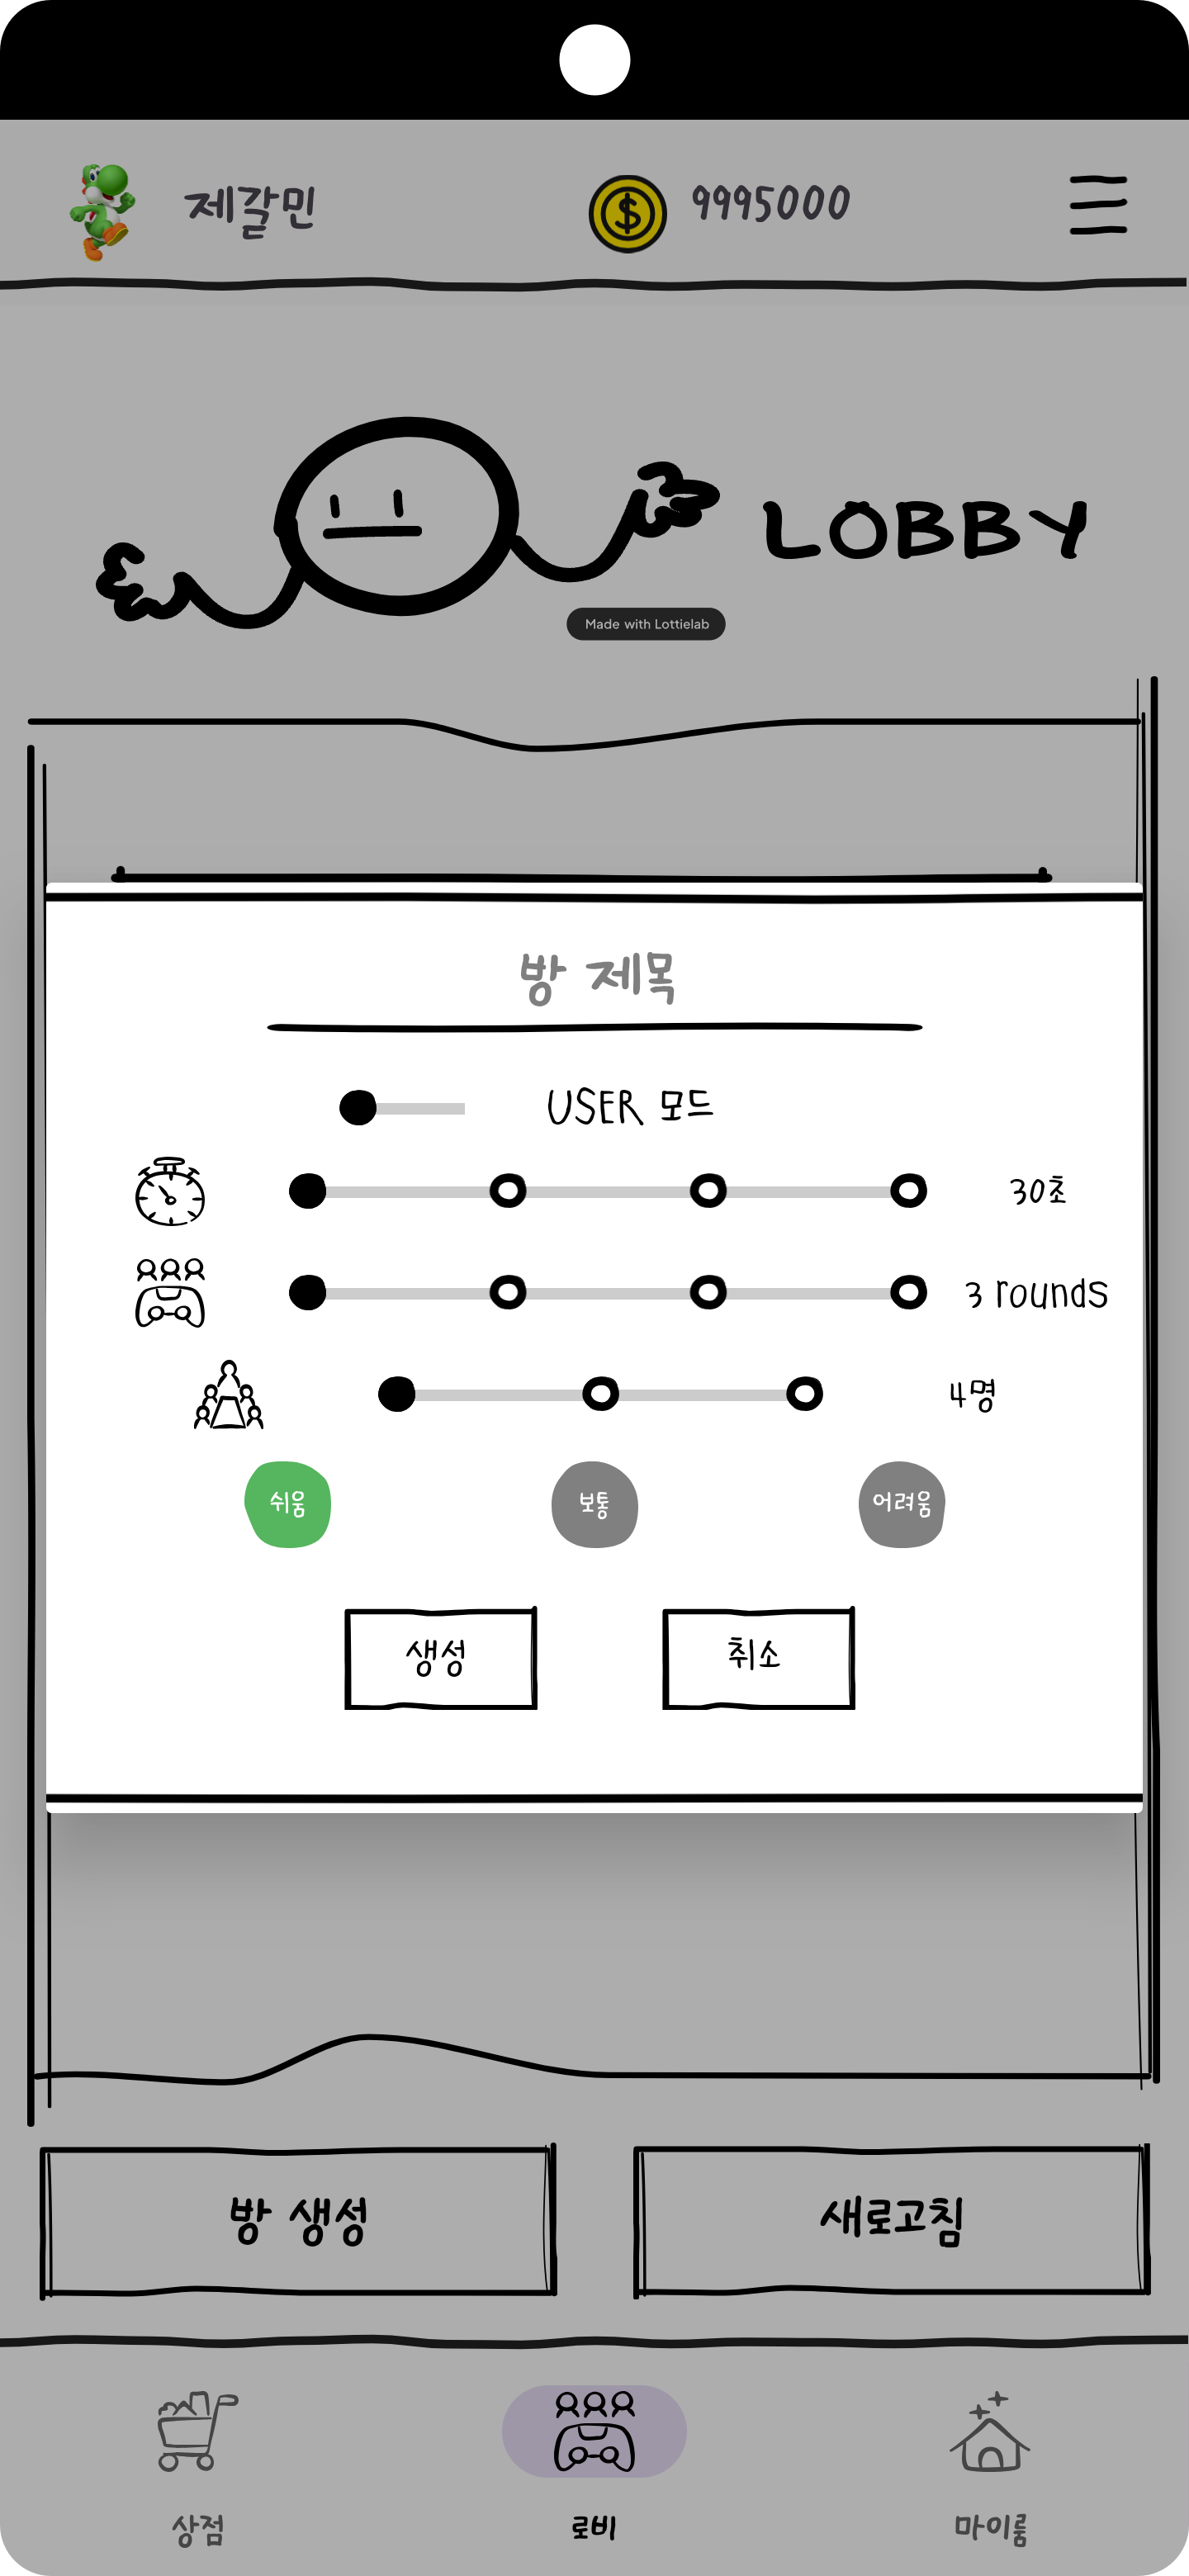 제갈민 9995000
LOBBY
Made with Lottielab
방 제목
USER 모드
30초
3 rounds
4명
쉬움 보통 어려움
생성 취소
방 생성 새로고침
상점 로비 마이룸